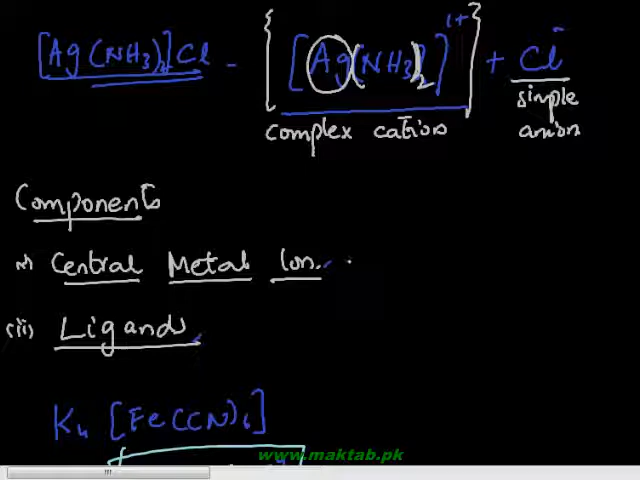 [Ag(NH3)2]Cl - {[Ag(NH3)2]1+} + Cl-
complex cation
simple
anion
Components
Central Metal Ion.
(ii) Ligands
K4 [Fe(CN)6]
www.maktab.pk